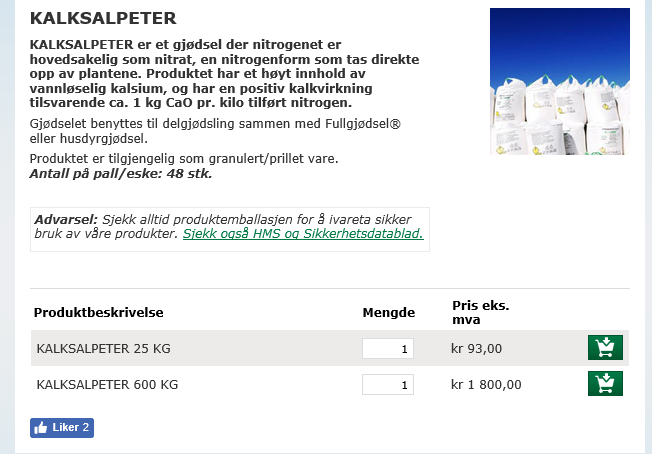 KALKSALPETER
KALKSALPETER er et gjødsel der nitrogenet er
hovedsakelig som nitrat, en nitrogenform som tas direkte
opp av plantene. Produktet har et høyt innhold av
vannløselig kalsium, og har en positiv kalkvirkning
tilsvarende ca. 1 kg CaO pr. kilo tilført nitrogen.
Gjødselet benyttes til delgjødsling sammen med Fullgjødsel®
eller husdyrgjødsel.
Produktet er tilgjengelig som granulert/prillet vare.
Antall på pall/eske: 48 stk.
Advarsel: Sjekk alltid produktemballasjen for å ivareta sikker
bruk av våre produkter. Sjekk også HMS og Sikkerhetsdatablad.
Produktbeskrivelse Mengde Pris eks.
mva
KALKSALPETER 25 KG 1 kr 93,00
KALKSALPETER 600 KG 1 kr 1 800,00
Liker 2